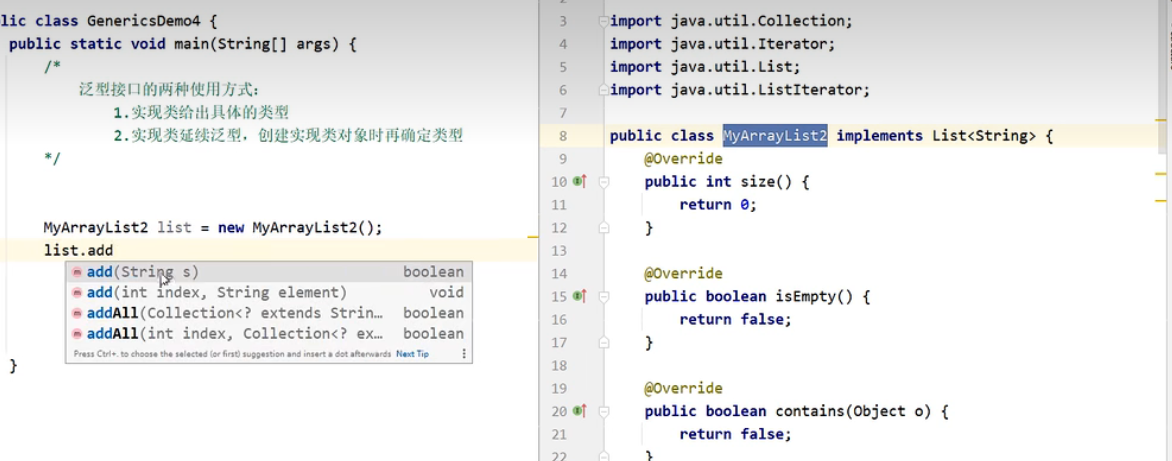 lic class GenericsDemo4 {
public static void main(String[] args) {
/*
泛型接口的两种使用方式：
1.实现类给出具体的类型
2.实现类延续泛型，创建实现类对象时再确定类型
*/
MyArrayList2 list = new MyArrayList2();
list.add
add(String s) boolean
add(int index, String element) void
addAll(Collection<? extends Strin… boolean
addAll(int index, Collection<? ex… boolean
Press Ctrl+. to choose the selected (or first) suggestion and insert a dot afterwards Next Tip
}
3 import java.util.Collection;
4 import java.util.Iterator;
5 import java.util.List;
6 import java.util.ListIterator;
7
8 public class MyArrayList2 implements List<String> {
9 @Override
10 public int size() {
11 return 0;
12 }
13
14 @Override
15 public boolean isEmpty() {
16 return false;
17 }
18
19 @Override
20 public boolean contains(Object o) {
21 return false;
22 }